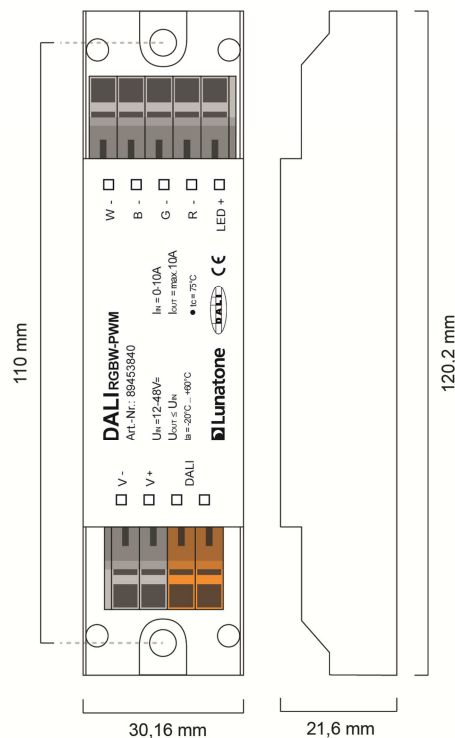 W -
B -
G -
R -
LED +
DALI RGBW-PWM
Art.-Nr.: 89453840
UIN =12-48V=
UOUT ≤ UIN
ta = -20°C ... +60°C
IIN = 0-10A
IOUT = max.10A
● tc = 75°C
Lunatone
DALI
CE
V -
V +
DALI
110 mm
120.2 mm
30,16 mm
21,6 mm